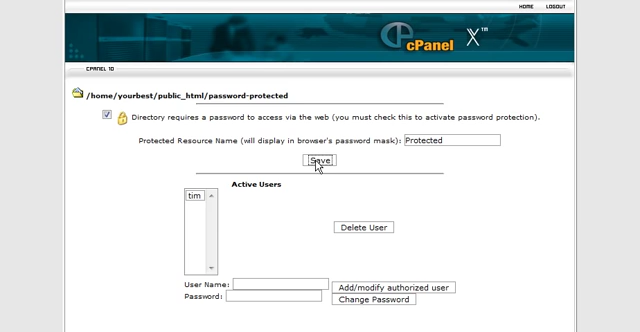 HOME LOGOUT
cPanel X™
CPANEL 10
/home/yourbest/public_html/password-protected
Directory requires a password to access via the web (you must check this to activate password protection).
Protected Resource Name (will display in browser's password mask): Protected
Save
Active Users
tim
Delete User
User Name: Add/modify authorized user
Password: Change Password